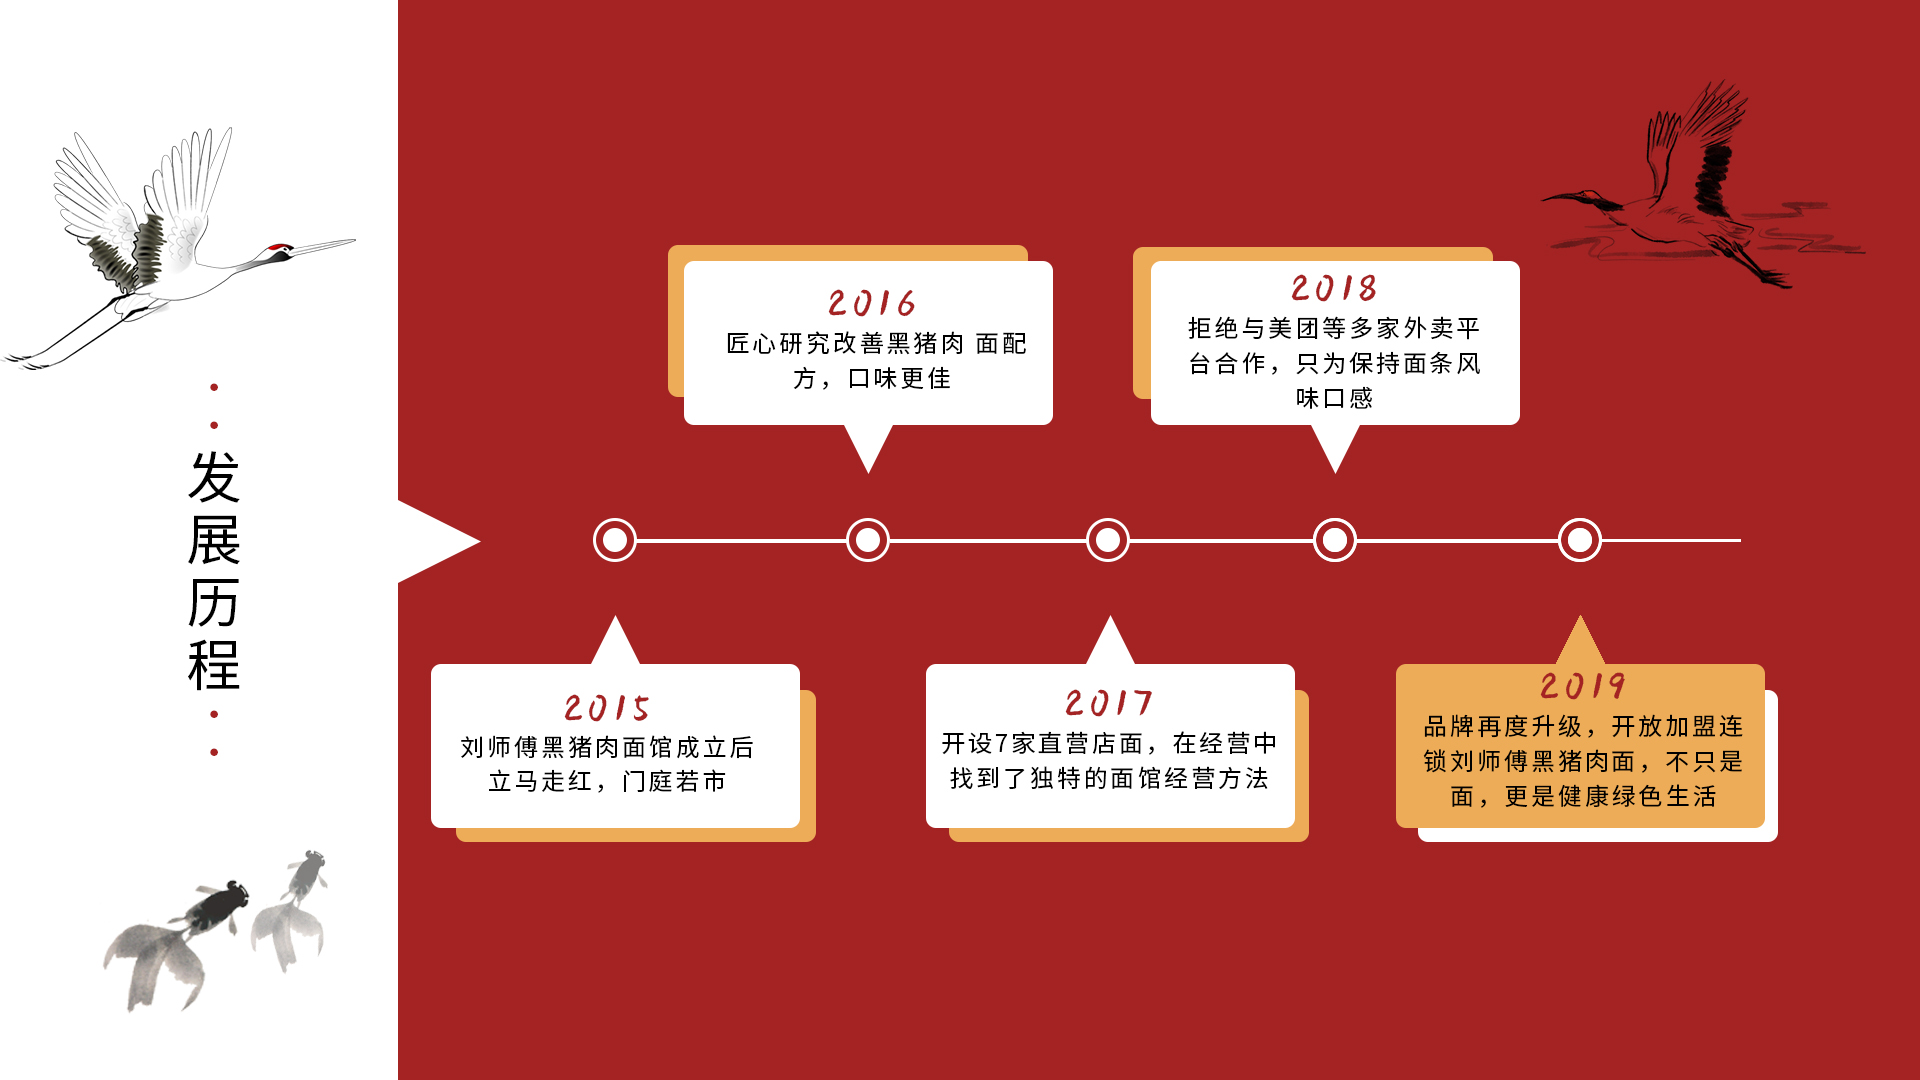 发
展
历
程
2015
刘师傅黑猪肉面馆成立后
立马走红，门庭若市
2016
匠心研究改善黑猪肉 面配
方，口味更佳
2017
开设7家直营店面，在经营中
找到了独特的面馆经营方法
2018
拒绝与美团等多家外卖平
台合作，只为保持面条风
味口感
2019
品牌再度升级，开放加盟连
锁刘师傅黑猪肉面，不只是
面，更是健康绿色生活